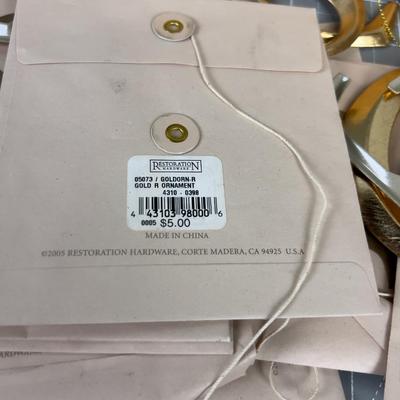 RESTORATION
HARDWARE
05073 / GOLDORN-R
GOLD R ORNAMENT
4310 - 0398
4 43103 98000 6
0005 $5.00
MADE IN CHINA
©2005 RESTORATION HARDWARE, CORTE MADERA, CA 94925 U.S.A